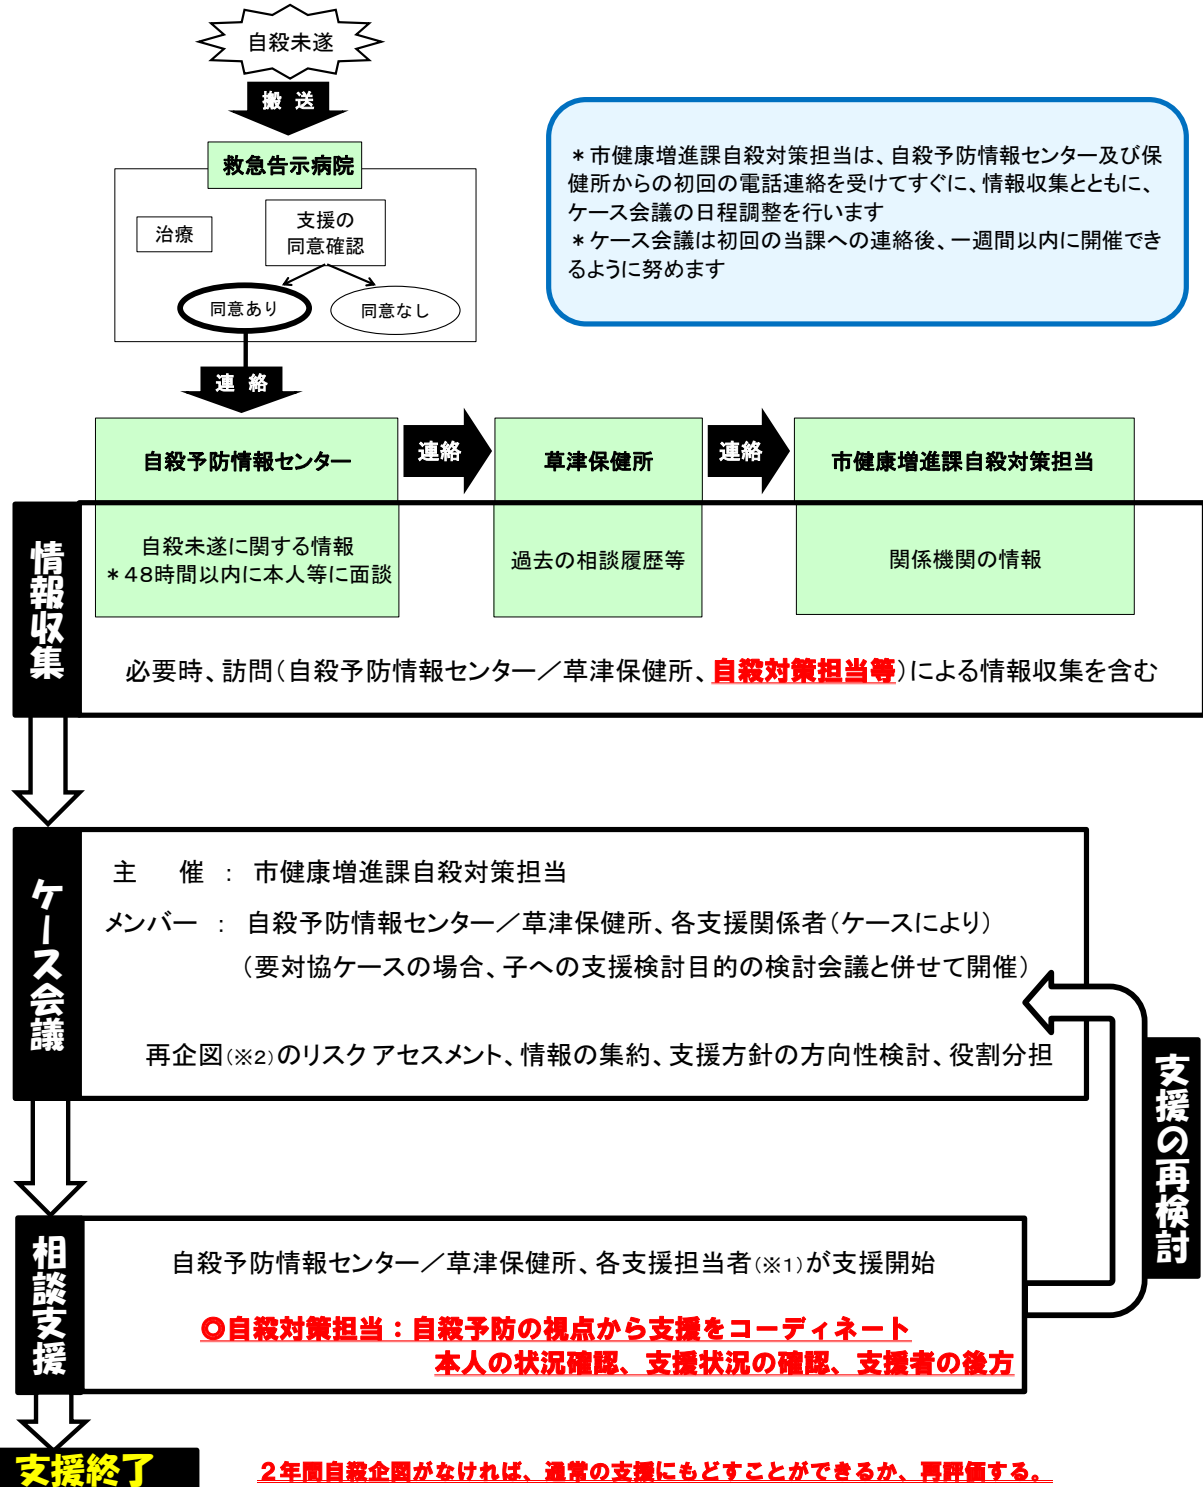 自殺未遂
搬 送
救急告示病院
治療
支援の
同意確認
同意あり
同意なし
＊市健康増進課自殺対策担当は、自殺予防情報センター及び保
健所からの初回の電話連絡を受けてすぐに、情報収集とともに、
ケース会議の日程調整を行います
＊ケース会議は初回の当課への連絡後、一週間以内に開催でき
るように努めます
連 絡
自殺予防情報センター
連絡
草津保健所
連絡
市健康増進課自殺対策担当
情報収集
自殺未遂に関する情報
＊48時間以内に本人等に面談
過去の相談履歴等
関係機関の情報
必要時、訪問（自殺予防情報センター／草津保健所、自殺対策担当等）による情報収集を含む
ケース会議
主　催 ： 市健康増進課自殺対策担当
メンバー ： 自殺予防情報センター／草津保健所、各支援関係者（ケースにより）
（要対協ケースの場合、子への支援検討目的の検討会議と併せて開催）
再企図（※2）のリスクアセスメント、情報の集約、支援方針の方向性検討、役割分担
支援の再検討
相談支援
自殺予防情報センター／草津保健所、各支援担当者（※1）が支援開始
◎自殺対策担当：自殺予防の視点から支援をコーディネート
本人の状況確認、支援状況の確認、支援者の後方
支援終了
２年間自殺企図がなければ、通常の支援にもどすことができるか、再評価する。